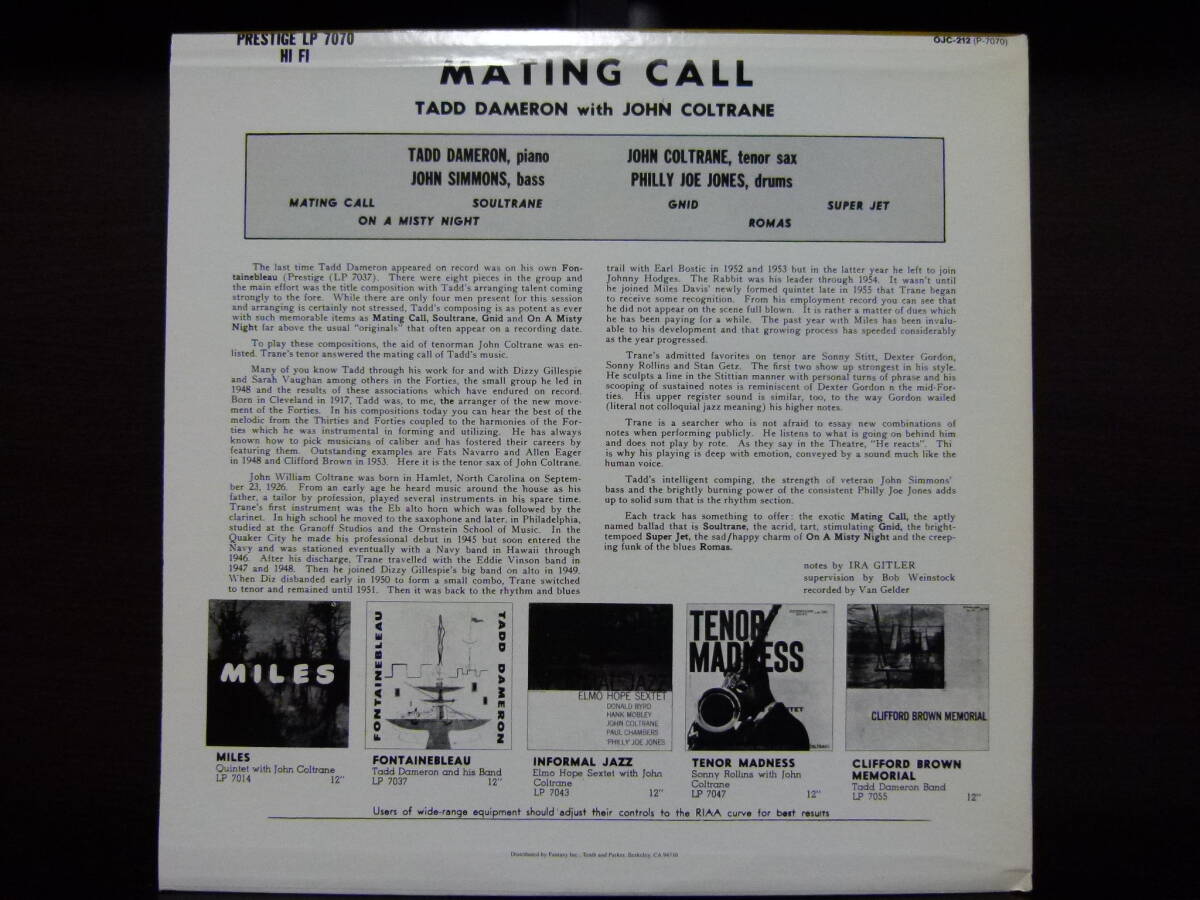 PRESTIGE LP 7070
HI FI
OJC-212 (P-7070)
MATING CALL
TADD DAMERON with JOHN COLTRANE
TADD DAMERON, piano
JOHN COLTRANE, tenor sax
JOHN SIMMONS, bass
PHILLY JOE JONES, drums
MATING CALL
SOULTRANE
GNID
SUPER JET
ON A MISTY NIGHT
ROMAS
The last time Tadd Dameron appeared on record was on his own Fon-
tainebleau (Prestige (LP 7037). There were eight pieces in the group and
the main effort was the title composition with Tadd's arranging talent coming
strongly to the fore. While there are only four men present for this session
and arranging is certainly not stressed, Tadd's composing is as potent as ever
with such memorable items as Mating Call, Soultrane, Gnid and On A Misty
Night far above the usual "originals" that often appear on a recording date.
To play these compositions, the aid of tenorman John Coltrane was en-
listed. Trane's tenor answered the mating call of Tadd's music.
Many of you know Tadd through his work for and with Dizzy Gillespie
and Sarah Vaughan among others in the Forties, the small group he led in
1948 and the results of these associations which have endured on record.
Born in Cleveland in 1917, Tadd was, to me, the arranger of the new move-
ment of the Forties. In his compositions today you can hear the best of the
melodic from the Thirties and Forties coupled to the harmonies of the For-
ties which he was instrumental in forming and utilizing. He has always
known how to pick musicians of caliber and has fostered their careers by
featuring them. Outstanding examples are Fats Navarro and Allen Eager
in 1948 and Clifford Brown in 1953. Here it is the tenor sax of John Coltrane.
John William Coltrane was born in Hamlet, North Carolina on Septem-
ber 23, 1926. From an early age he heard music around the house as his
father, a tailor by profession, played several instruments in his spare time.
Trane's first instrument was the Eb alto horn which was followed by the
clarinet. In high school he moved to the saxophone and later, in Philadelphia,
studied at the Granoff Studios and the Ornstein School of Music. In the
Quaker City he made his professional debut in 1945 but soon entered the
Navy and was stationed eventually with a Navy band in Hawaii through
1946. After his discharge, Trane travelled with the Eddie Vinson band in
1947 and 1948. Then he joined Dizzy Gillespie's big band on alto in 1949.
When Diz disbanded early in 1950 to form a small combo, Trane switched
to tenor and remained until 1951. Then it was back to the rhythm and blues
trail with Earl Bostic in 1952 and 1953 but in the latter year he left to join
Johnny Hodges. The Rabbit was his leader through 1954. It wasn't until
he joined Miles Davis' newly formed quintet late in 1955 that Trane began
to receive some recognition. From his employment record you can see that
he did not appear on the scene full blown. It is rather a matter of dues which
he has been paying for a while. The past year with Miles has been invalu-
able to his development and that growing process has speeded considerably
as the year progressed.
Trane's admitted favorites on tenor are Sonny Stitt, Dexter Gordon,
Sonny Rollins and Stan Getz. The first two show up strongest in his style.
He sculpts a line in the Stittian manner with personal turns of phrase and his
scooping of sustained notes is reminiscent of Dexter Gordon n the mid-For-
ties. His upper register sound is similar, too, to the way Gordon wailed
(literal not colloquial jazz meaning) his higher notes.
Trane is a searcher who is not afraid to essay new combinations of
notes when performing publicly. He listens to what is going on behind him
and does not play by rote. As they say in the Theatre, "He reacts". Thi
is why his playing is deep with emotion, conveyed by a sound much like the
human voice.
Tadd's intelligent comping, the strength of veteran John Simmons'
bass and the brightly burning power of the consistent Philly Joe Jones adds
up to solid sum that is the rhythm section.
Each track has something to offer: the exotic Mating Call, the aptly
named ballad that is Soultrane, the acrid, tart, stimulating Gnid, the bright-
tempoed Super Jet, the sad/happy charm of On A Misty Night and the creep-
ing funk of the blues Romas.
notes by IRA GITLER
supervision by Bob Weinstock
recorded by Van Gelder
MILES
FONTAINEBLEAU
TADD DAMERON
INFORMAL JAZZ
ELMO HOPE SEXTET
DONALD BYRD
HANK MOBLEY
JOHN COLTRANE
PAUL CHAMBERS
'PHILLY' JOE JONES
TENOR
MADNESS
CLIFFORD BROWN MEMORIAL
MILES
Quintet with John Coltrane
LP 7014 12"
FONTAINEBLEAU
Tadd Dameron and his Band
LP 7037 12"
INFORMAL JAZZ
Elmo Hope Sextet with John
Coltrane
LP 7043 12"
TENOR MADNESS
Sonny Rollins with John
Coltrane
LP 7047 12"
CLIFFORD BROWN
MEMORIAL
Tadd Dameron Band
LP 7055 12"
Users of wide-range equipment should adjust their controls to the RIAA curve for best results
Distributed by Fantasy Inc., Tenth and Parker, Berkeley, CA 94710